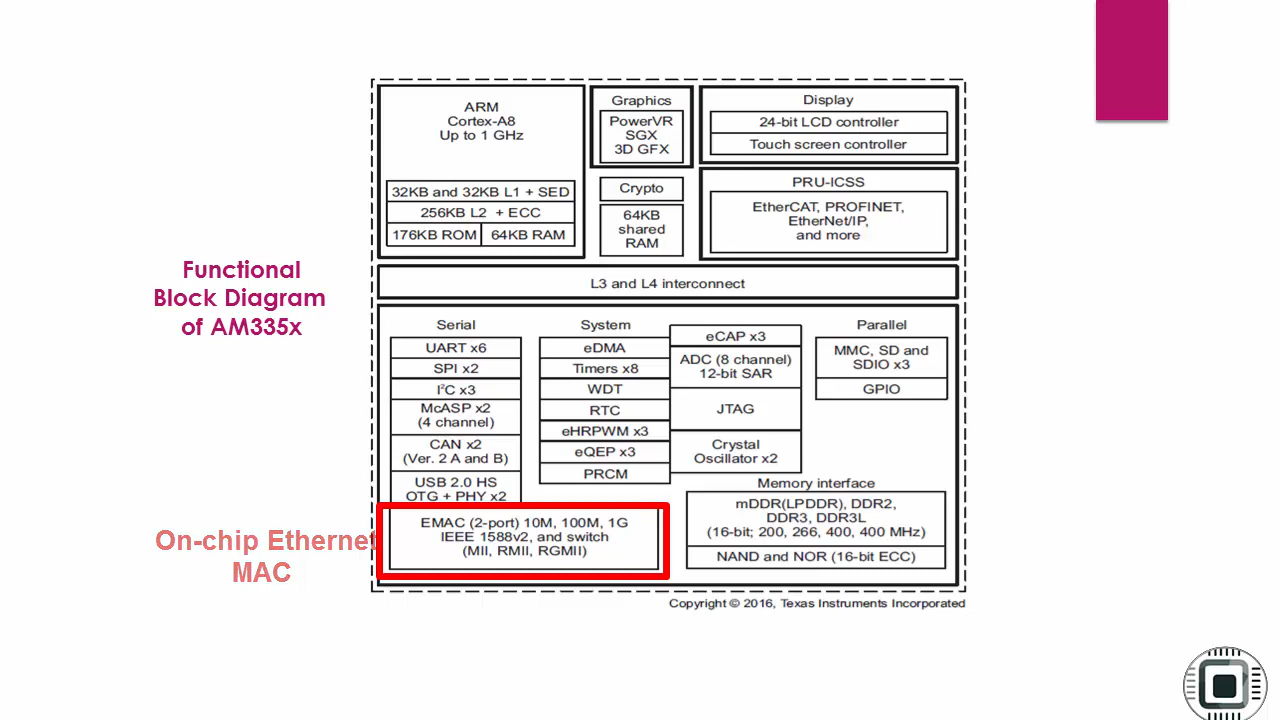 Functional
Block Diagram
of AM335x
On-chip Ethernet
MAC
ARM
Cortex-A8
Up to 1 GHz
32KB and 32KB L1 + SED
256KB L2 + ECC
176KB ROM
64KB RAM
Graphics
PowerVR
SGX
3D GFX
Crypto
64KB
shared
RAM
Display
24-bit LCD controller
Touch screen controller
PRU-ICSS
EtherCAT, PROFINET,
EtherNet/IP,
and more
L3 and L4 interconnect
Serial
UART x6
SPI x2
I²C x3
McASP x2
(4 channel)
CAN x2
(Ver. 2 A and B)
USB 2.0 HS
OTG + PHY x2
EMAC (2-port) 10M, 100M, 1G
IEEE 1588v2, and switch
(MII, RMII, RGMII)
System
eDMA
Timers x8
WDT
RTC
eHRPWM x3
eQEP x3
PRCM
eCAP x3
ADC (8 channel)
12-bit SAR
JTAG
Crystal
Oscillator x2
Parallel
MMC, SD and
SDIO x3
GPIO
Memory interface
mDDR(LPDDR), DDR2,
DDR3, DDR3L
(16-bit; 200, 266, 400, 400 MHz)
NAND and NOR (16-bit ECC)
Copyright © 2016, Texas Instruments Incorporated